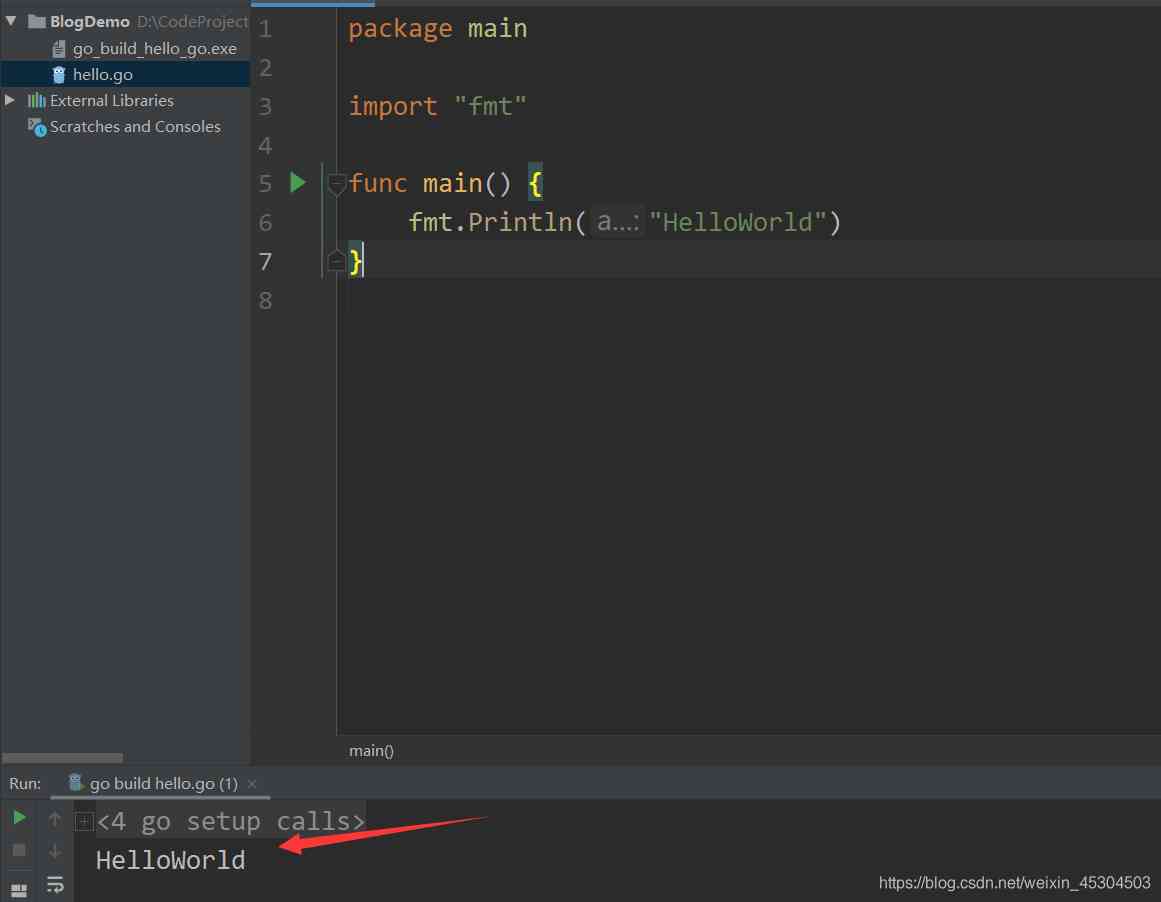 BlogDemo D:\CodeProject
go_build_hello_go.exe
hello.go
External Libraries
Scratches and Consoles
1 package main
2
3 import "fmt"
4
5 func main() {
6 fmt.Println( a...: "HelloWorld")
7 }
8
main()
Run: go build hello.go (1) ×
<4 go setup calls>
HelloWorld
https://blog.csdn.net/weixin_45304503